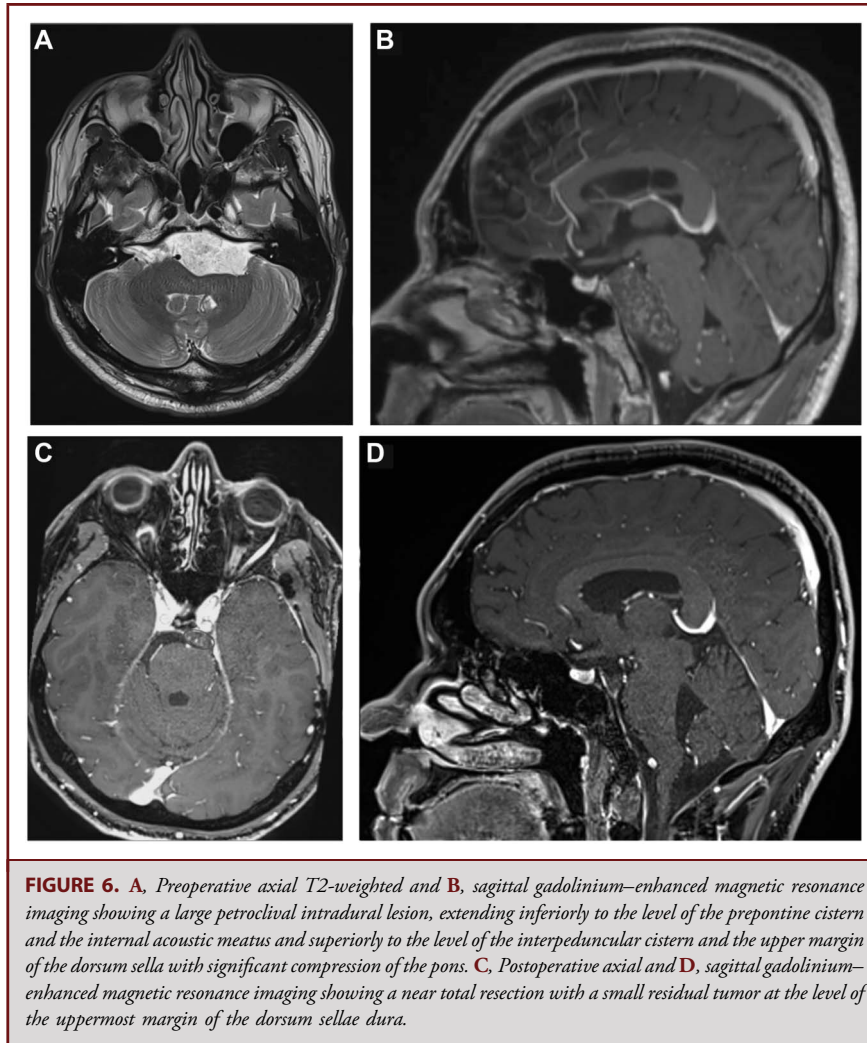 A
B
C
D
FIGURE 6. A, Preoperative axial T2-weighted and B, sagittal gadolinium–enhanced magnetic resonance
imaging showing a large petroclival intradural lesion, extending inferiorly to the level of the prepontine cistern
and the internal acoustic meatus and superiorly to the level of the interpeduncular cistern and the upper margin
of the dorsum sella with significant compression of the pons. C, Postoperative axial and D, sagittal gadolinium–
enhanced magnetic resonance imaging showing a near total resection with a small residual tumor at the level of
the uppermost margin of the dorsum sellae dura.